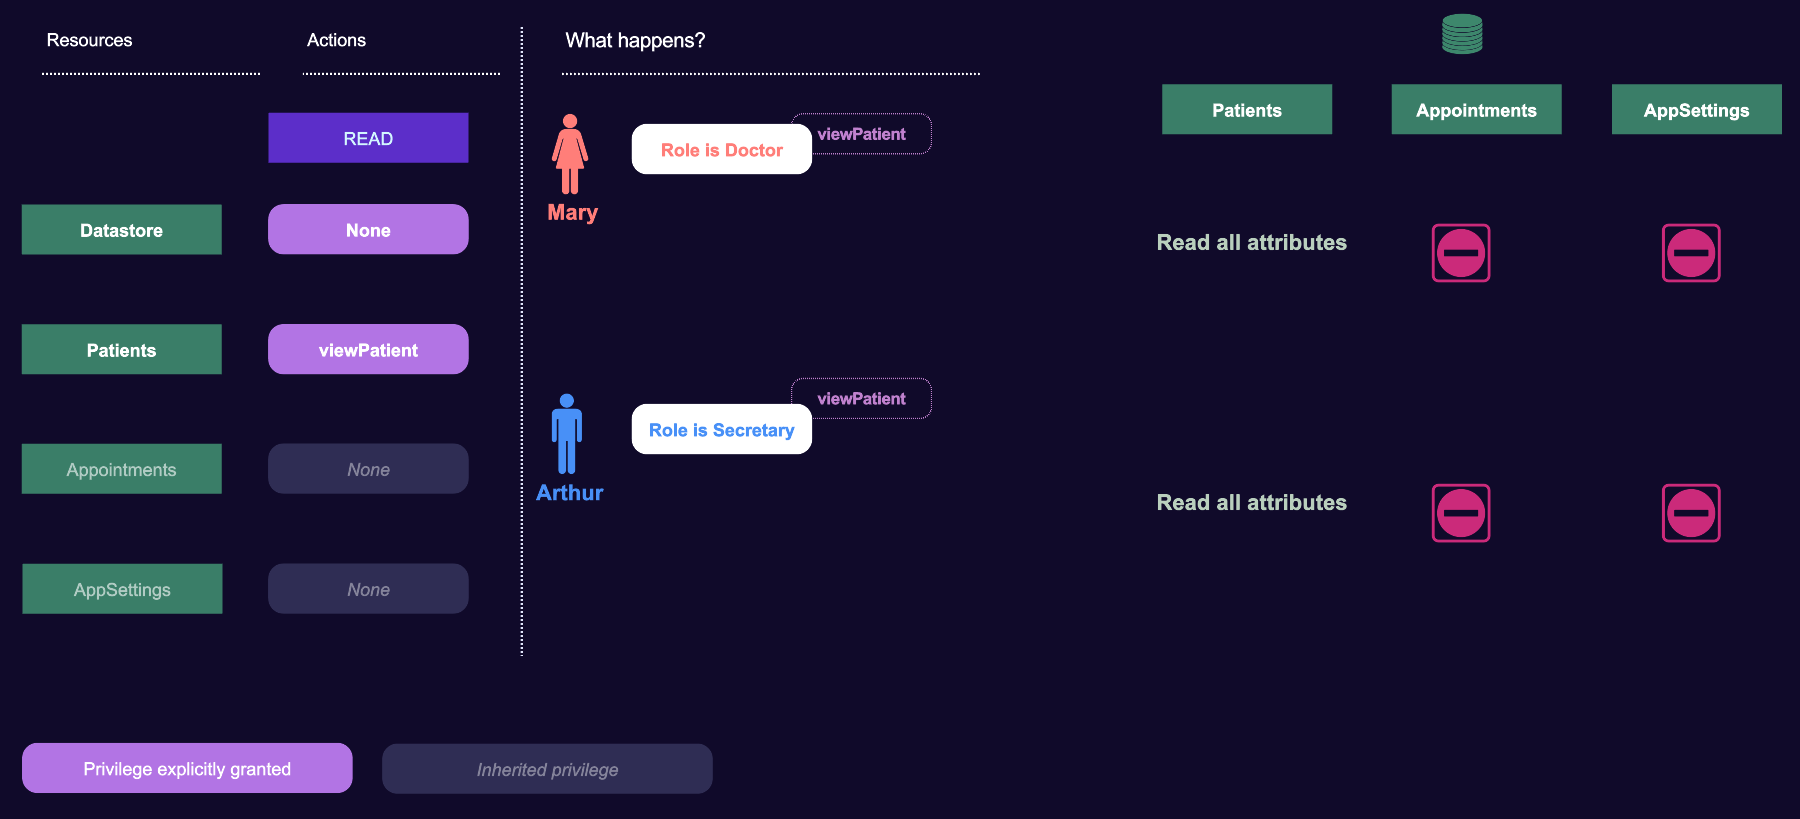 Resources
Actions
What happens?
Patients
Appointments
AppSettings
READ
viewPatient
Role is Doctor
Mary
Datastore
None
Read all attributes
Patients
viewPatient
viewPatient
Role is Secretary
Arthur
Appointments
None
Read all attributes
AppSettings
None
Privilege explicitly granted
Inherited privilege